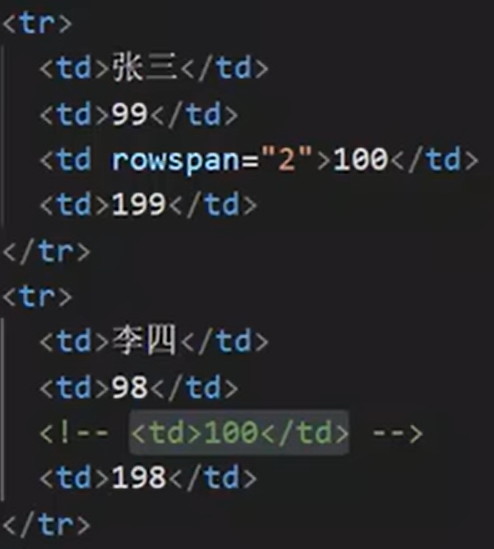 <tr>
<td>张三</td>
<td>99</td>
<td rowspan="2">100</td>
<td>199</td>
</tr>
<tr>
<td>李四</td>
<td>98</td>
<!-- <td>100</td> -->
<td>198</td>
</tr>